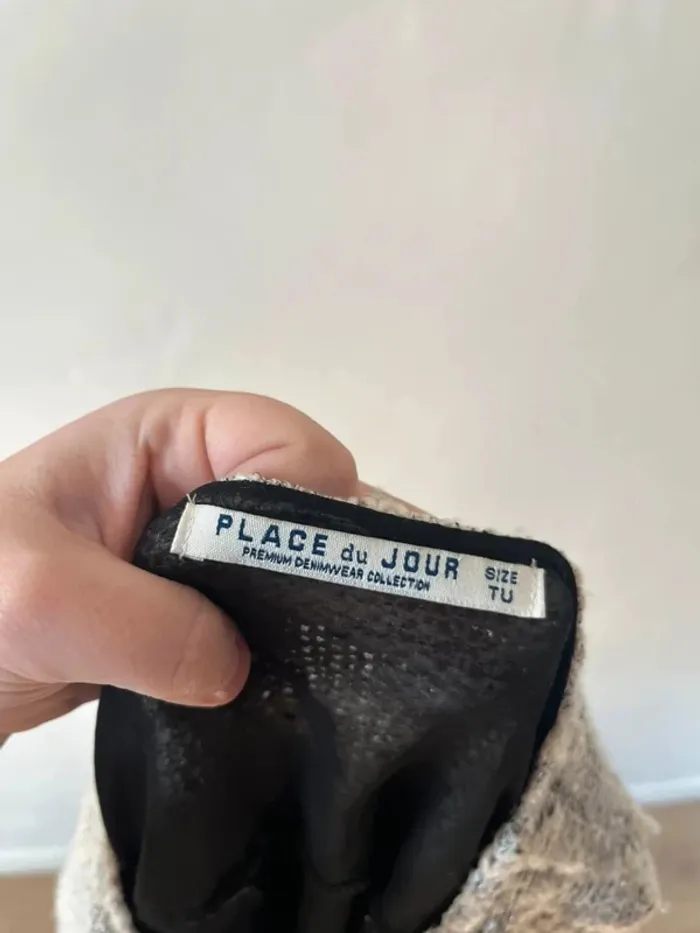 PLACE du JOUR
PREMIUM DENIMWEAR COLLECTION
SIZE
TU